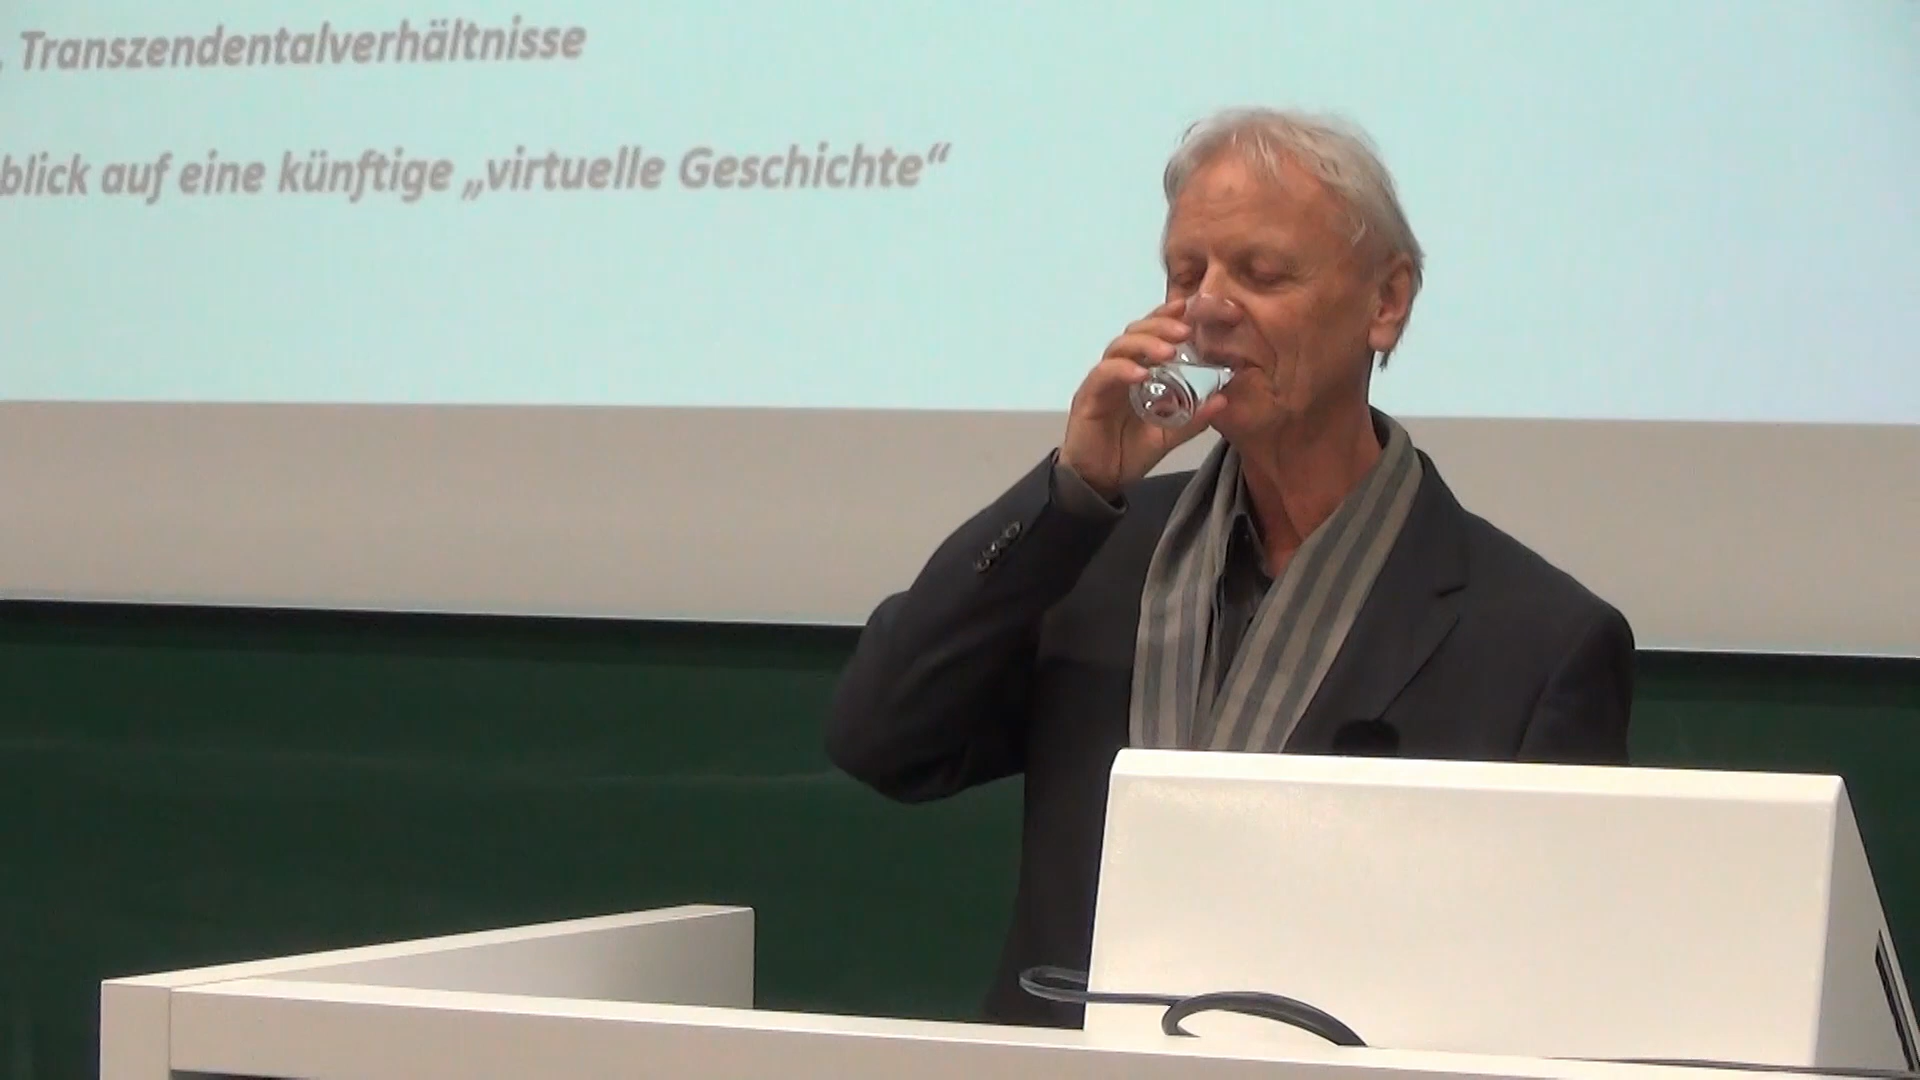 Transzendentalverhältnisse
blick auf eine künftige „virtuelle Geschichte“